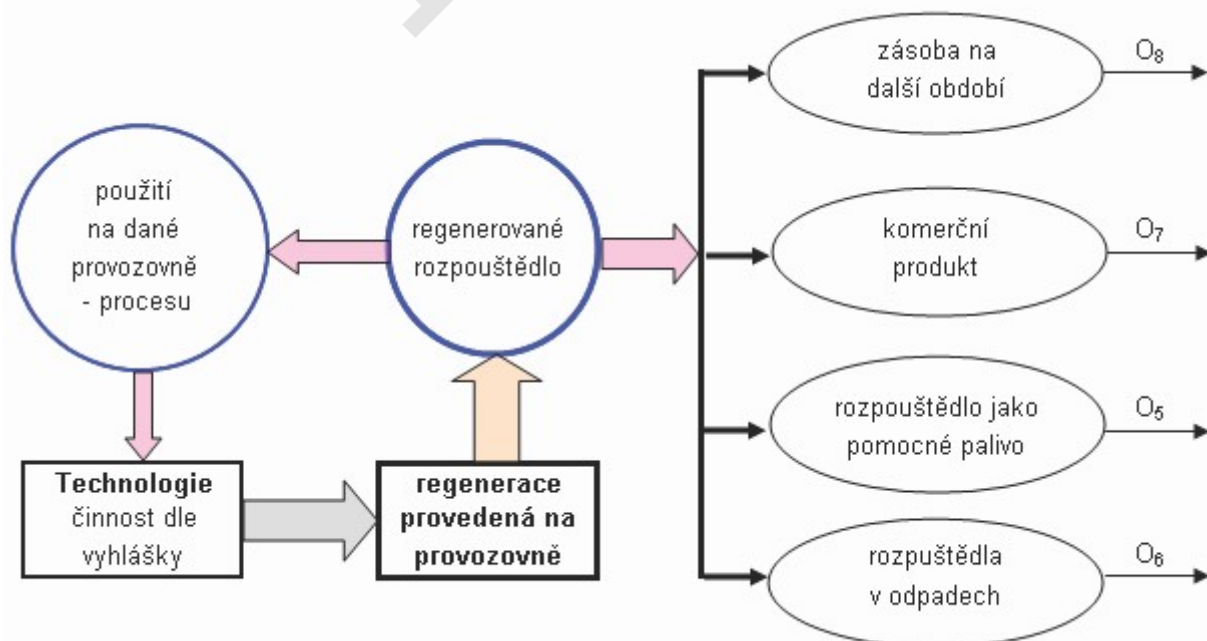 použití
na dané
provozovně
- procesu
regenerované
rozpouštědlo
Technologie
činnost dle
vyhlášky
regenerace
provedená na
provozovně
zásoba na
další období
O₈
komerční
produkt
O₇
rozpouštědlo jako
pomocné palivo
O₅
rozpuštědla
v odpadech
O₆